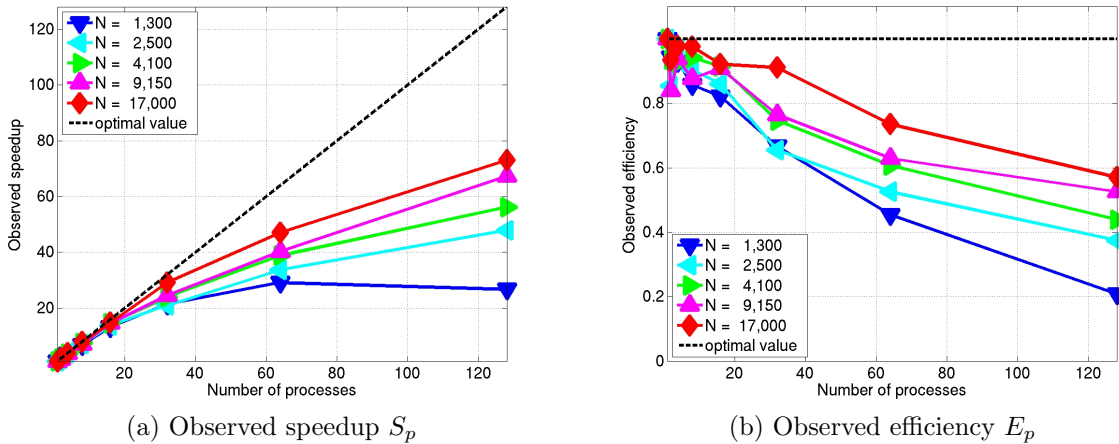 N = 1,300
N = 2,500
N = 4,100
N = 9,150
N = 17,000
optimal value
Observed speedup
120
100
80
60
40
20
20 40 60 80 100 120
Number of processes
(a) Observed speedup S_p
Observed efficiency
0.8
0.6
0.4
0.2
0
N = 1,300
N = 2,500
N = 4,100
N = 9,150
N = 17,000
optimal value
20 40 60 80 100 120
Number of processes
(b) Observed efficiency E_p